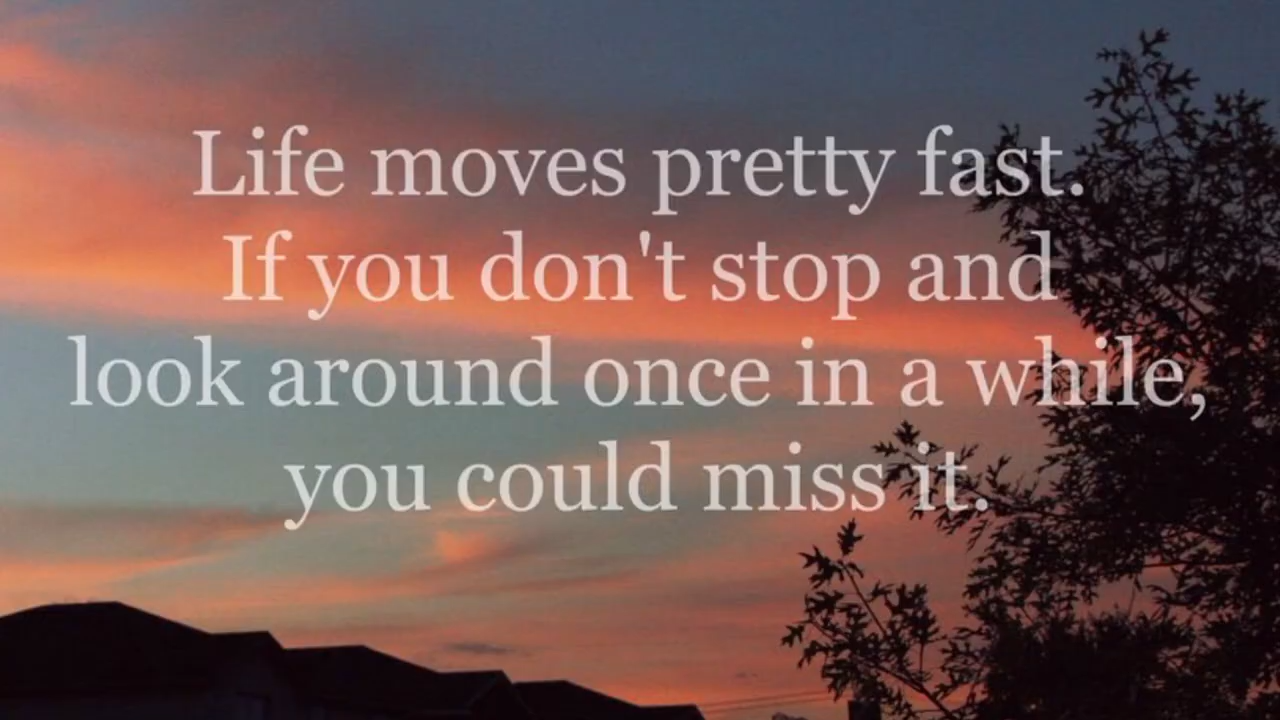 Life moves pretty fast.
If you don't stop and
look around once in a while,
you could miss it.